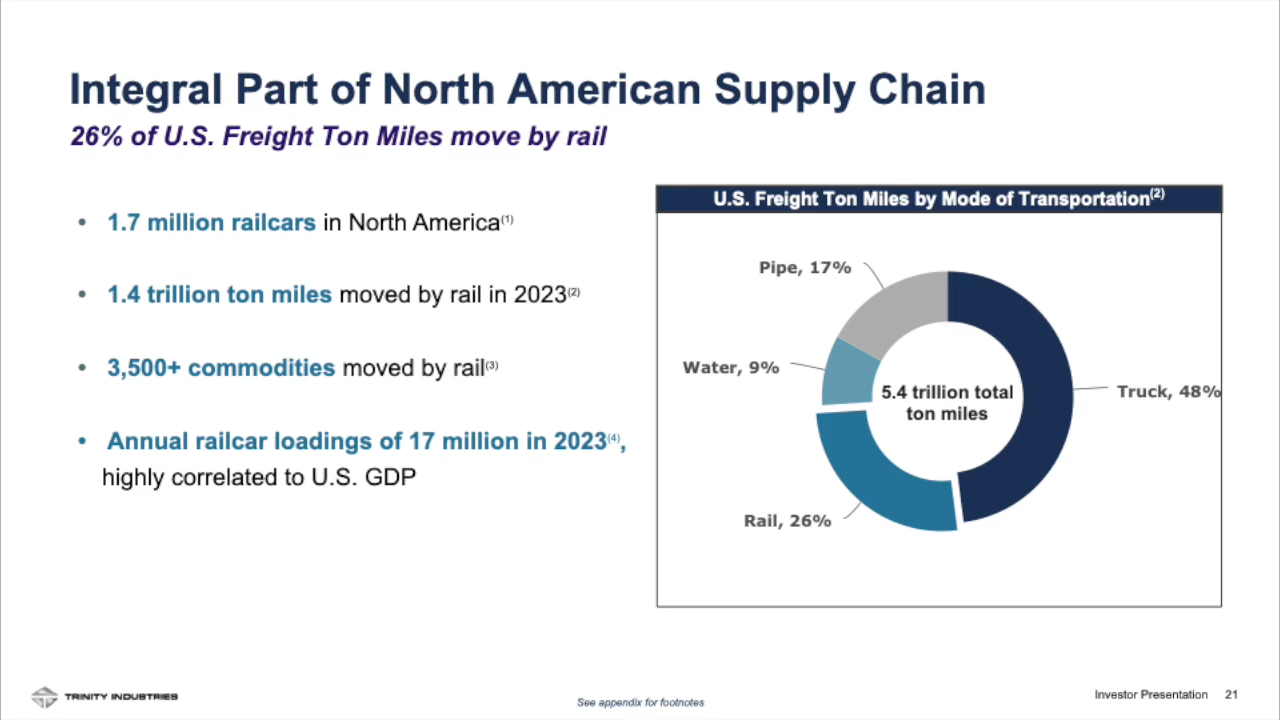 Integral Part of North American Supply Chain
26% of U.S. Freight Ton Miles move by rail
• 1.7 million railcars in North America(1)
• 1.4 trillion ton miles moved by rail in 2023(2)
• 3,500+ commodities moved by rail(3)
• Annual railcar loadings of 17 million in 2023(4),
highly correlated to U.S. GDP
U.S. Freight Ton Miles by Mode of Transportation(2)
Pipe, 17%
Water, 9%
5.4 trillion total
ton miles
Truck, 48%
Rail, 26%
TRINITY INDUSTRIES
See appendix for footnotes
Investor Presentation 21